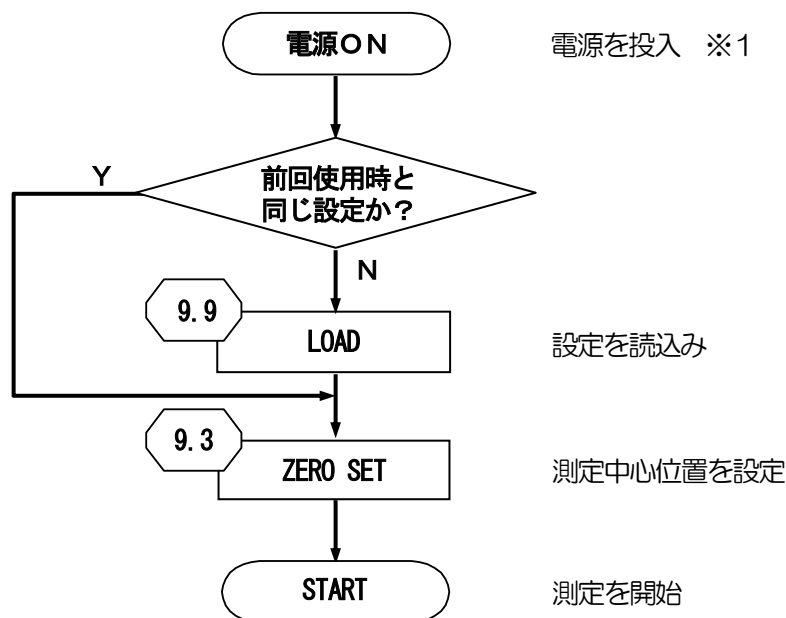 電源ＯＮ 電源を投入　※１
前回使用時と
同じ設定か？
Y
N
9.9
LOAD 設定を読込み
9.3
ZERO SET 測定中心位置を設定
START 測定を開始